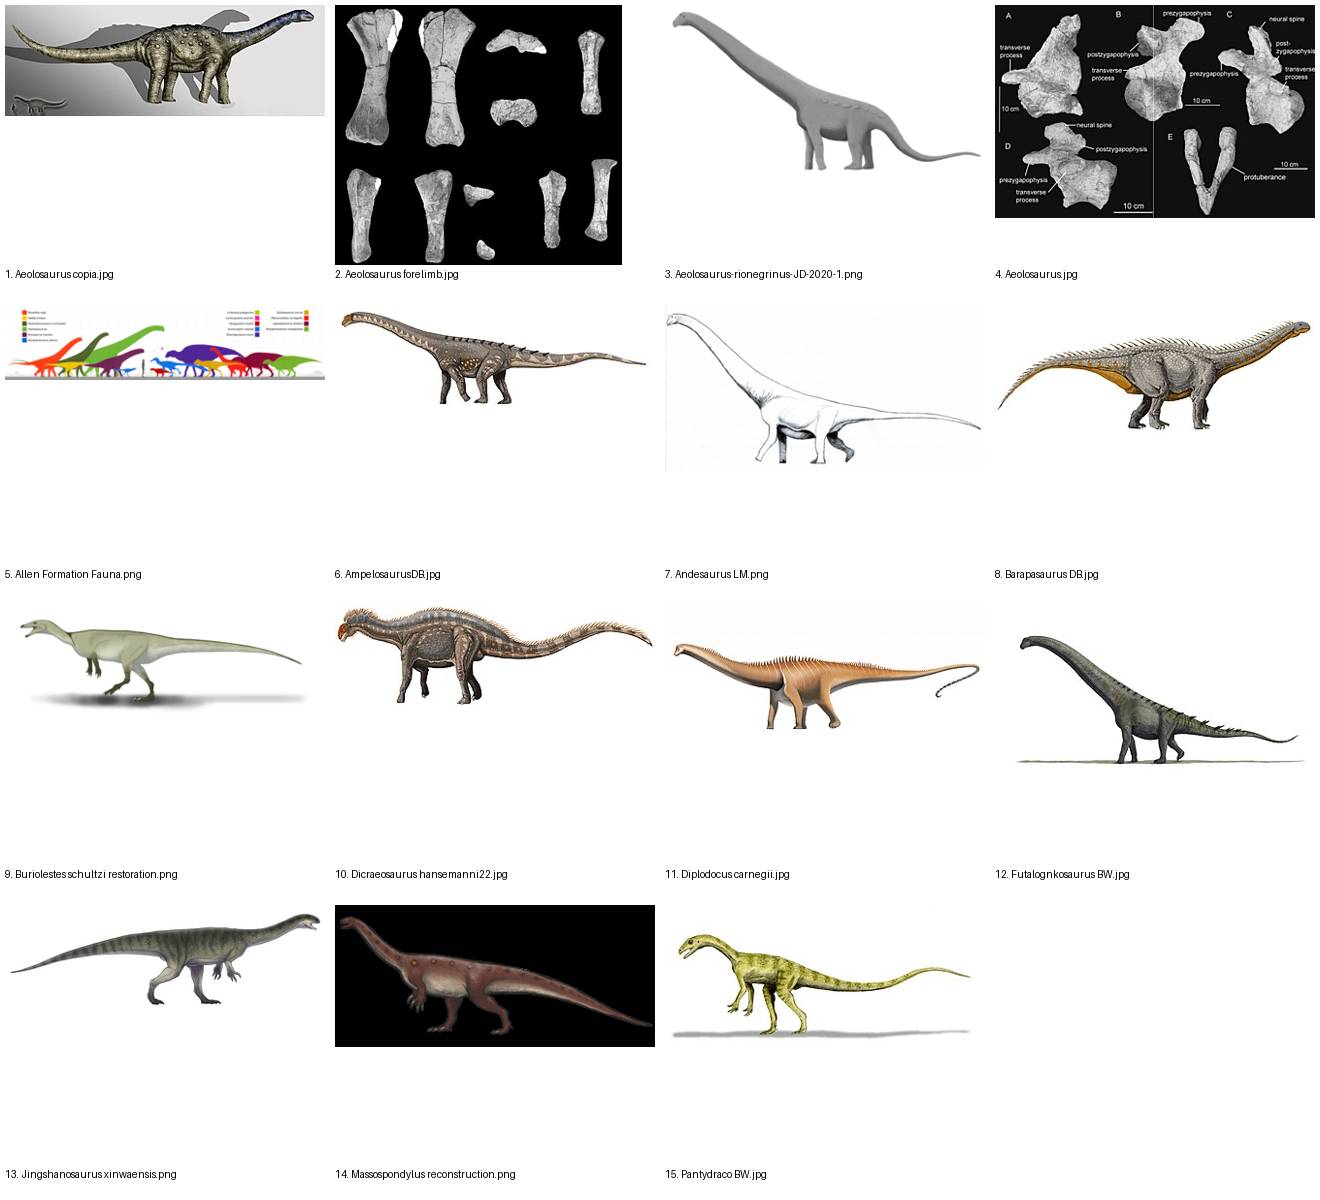 A
B
prezygapophysis
C
neural spine
transverse
process
postzygapophysis
post-
zygapophysis
transverse
process
prezygapophysis
transverse
process
10 cm
10 cm
neural spine
E
D
postzygapophysis
10 cm
prezygapophysis
protuberance
transverse
process
10 cm
1. Aeolosaurus copia.jpg
2. Aeolosaurus forelimb.jpg
3. Aeolosaurus-rionegrinus-JD-2020-1.png
4. Aeolosaurus.jpg
5. Allen Formation Fauna.png
6. AmpelosaurusDB.jpg
7. Andesaurus LM.png
8. Barapasaurus DB.jpg
9. Buriolestes schultzi restoration.png
10. Dicraeosaurus hansemanni22.jpg
11. Diplodocus carnegii.jpg
12. Futalognkosaurus BW.jpg
13. Jingshanosaurus xinwaensis.png
14. Massospondylus reconstruction.png
15. Pantydraco BW.jpg